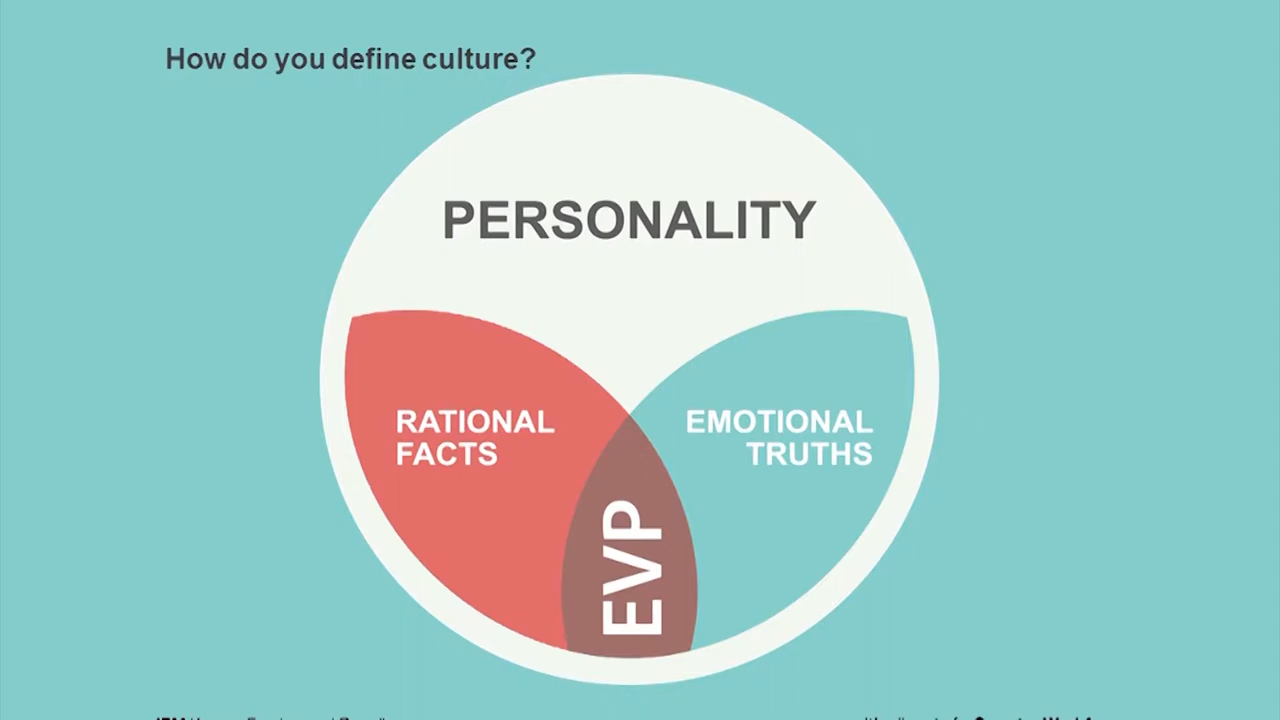 How do you define culture?
PERSONALITY
RATIONAL
FACTS
EMOTIONAL
TRUTHS
EVP